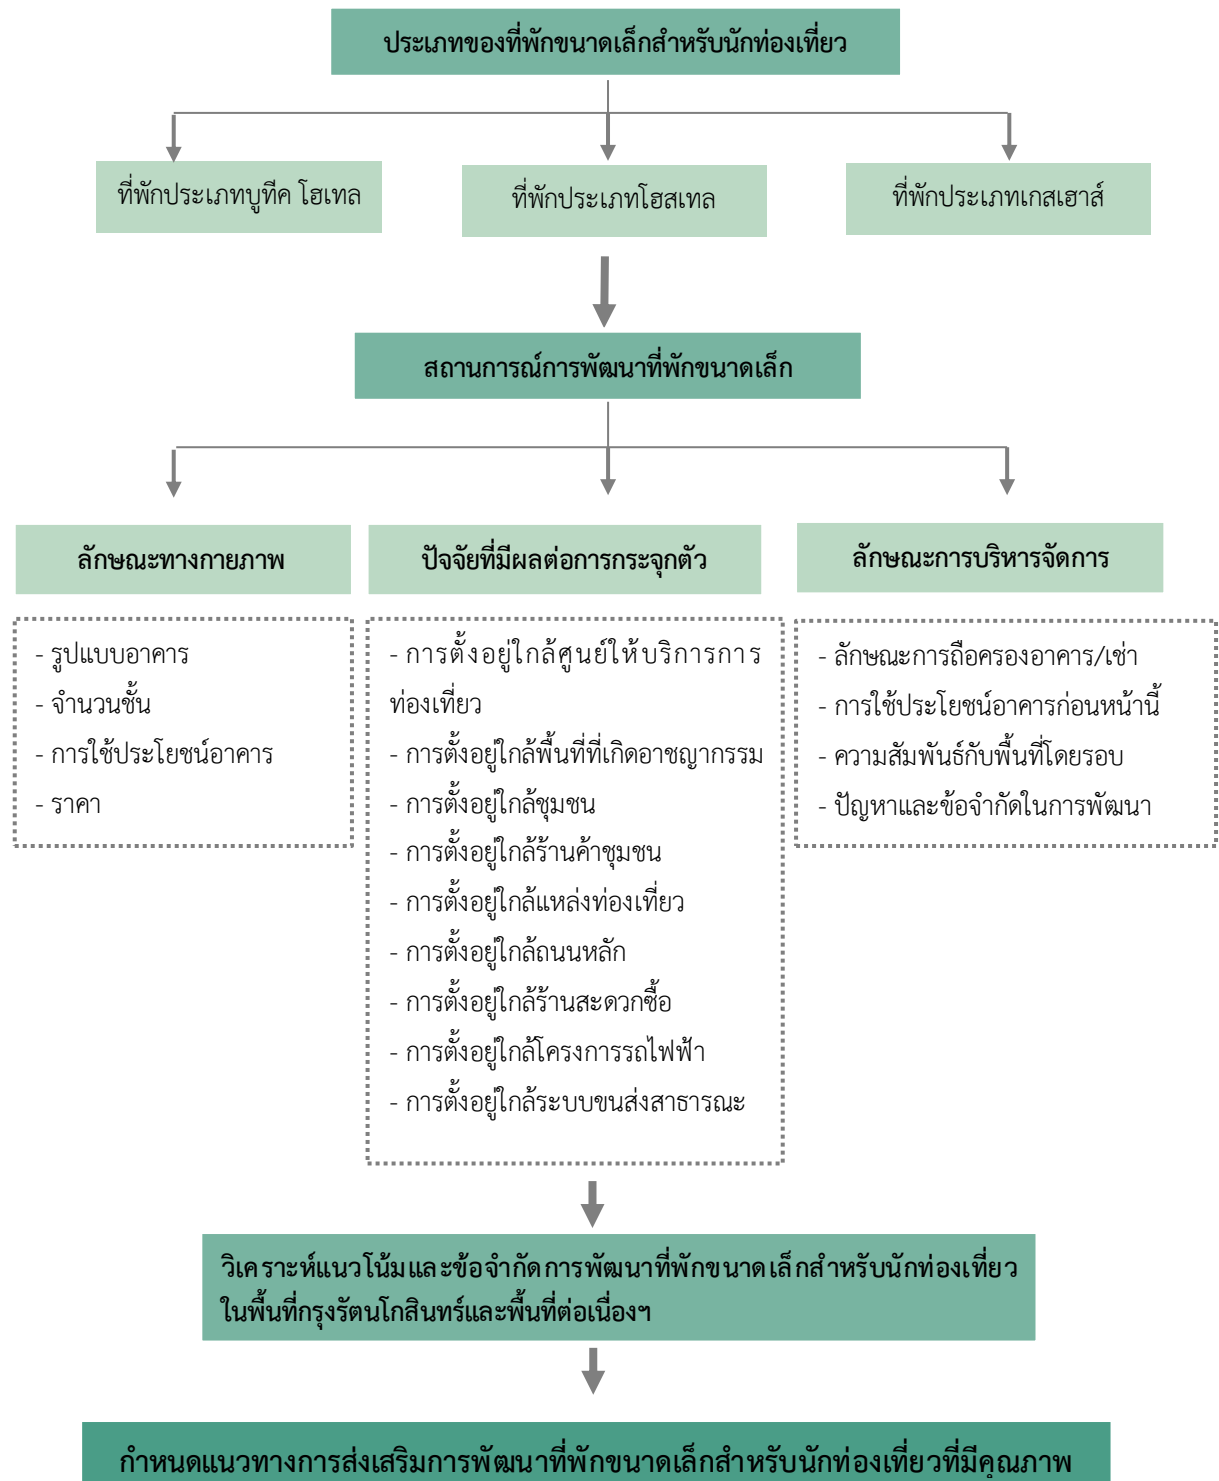 ประเภทของที่พักขนาดเล็กสำหรับนักท่องเที่ยว
ที่พักประเภทบูทีค โฮเทล
ที่พักประเภทโฮสเทล
ที่พักประเภทเกสเฮาส์
สถานการณ์การพัฒนาที่พักขนาดเล็ก
ลักษณะทางกายภาพ
- รูปแบบอาคาร
- จำนวนชั้น
- การใช้ประโยชน์อาคาร
- ราคา
ปัจจัยที่มีผลต่อการกระจุกตัว
- การตั้งอยู่ใกล้ศูนย์ให้บริการการ
ท่องเที่ยว
- การตั้งอยู่ใกล้พื้นที่ที่เกิดอาชญากรรม
- การตั้งอยู่ใกล้ชุมชน
- การตั้งอยู่ใกล้ร้านค้าชุมชน
- การตั้งอยู่ใกล้แหล่งท่องเที่ยว
- การตั้งอยู่ใกล้ถนนหลัก
- การตั้งอยู่ใกล้ร้านสะดวกซื้อ
- การตั้งอยู่ใกล้โครงการรถไฟฟ้า
- การตั้งอยู่ใกล้ระบบขนส่งสาธารณะ
ลักษณะการบริหารจัดการ
- ลักษณะการถือครองอาคาร/เช่า
- การใช้ประโยชน์อาคารก่อนหน้านี้
- ความสัมพันธ์กับพื้นที่โดยรอบ
- ปัญหาและข้อจำกัดในการพัฒนา
วิเคราะห์แนวโน้มและข้อจำกัดการพัฒนาที่พักขนาดเล็กสำหรับนักท่องเที่ยว
ในพื้นที่กรุงรัตนโกสินทร์และพื้นที่ต่อเนื่องฯ
กำหนดแนวทางการส่งเสริมการพัฒนาที่พักขนาดเล็กสำหรับนักท่องเที่ยวที่มีคุณภาพ